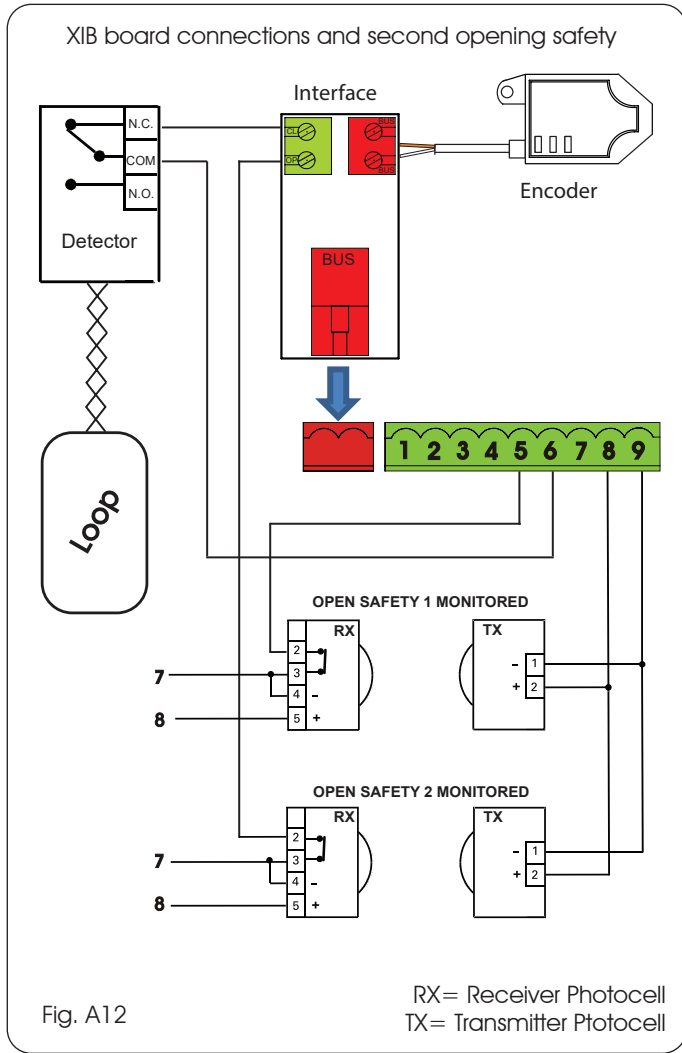 XIB board connections and second opening safety
Interface
N.C.
COM
N.O.
Detector
CL
OP
BUS
BUS
Encoder
BUS
Loop
1 2 3 4 5 6 7 8 9
OPEN SAFETY 1 MONITORED
RX
TX
2
3
4 -
5 +
7
8
- 1
+ 2
OPEN SAFETY 2 MONITORED
RX
TX
2
3
4 -
5 +
7
8
- 1
+ 2
Fig. A12
RX= Receiver Photocell
TX= Transmitter Ptotocell